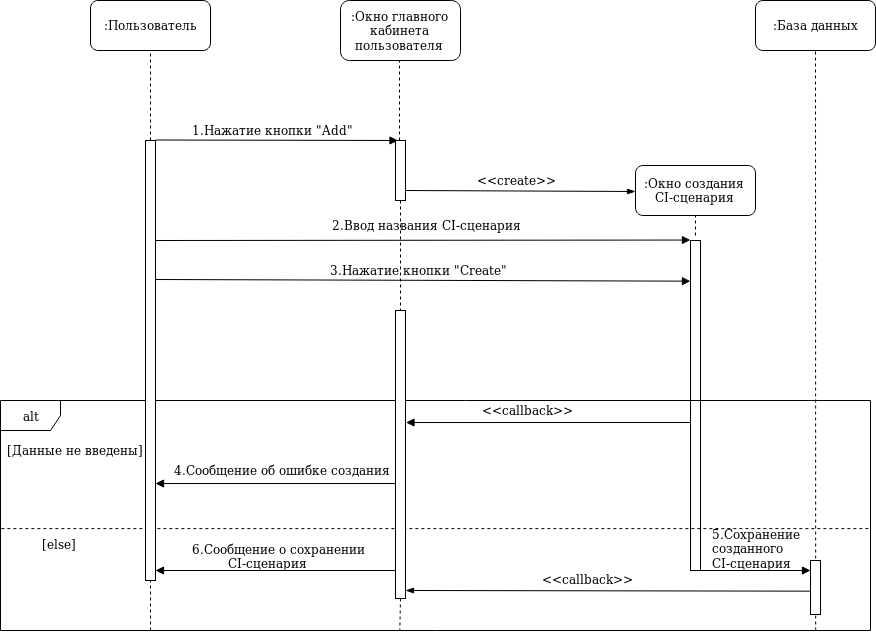 :Пользователь
:Окно главного
кабинета
пользователя
:База данных
1.Нажатие кнопки "Add"
<<create>>
:Окно создания
CI-сценария
2.Ввод названия CI-сценария
3.Нажатие кнопки "Create"
alt
<<callback>>
[Данные не введены]
4.Сообщение об ошибке создания
[else]
6.Сообщение о сохранении
CI-сценария
5.Сохранение
созданного
CI-сценария
<<callback>>